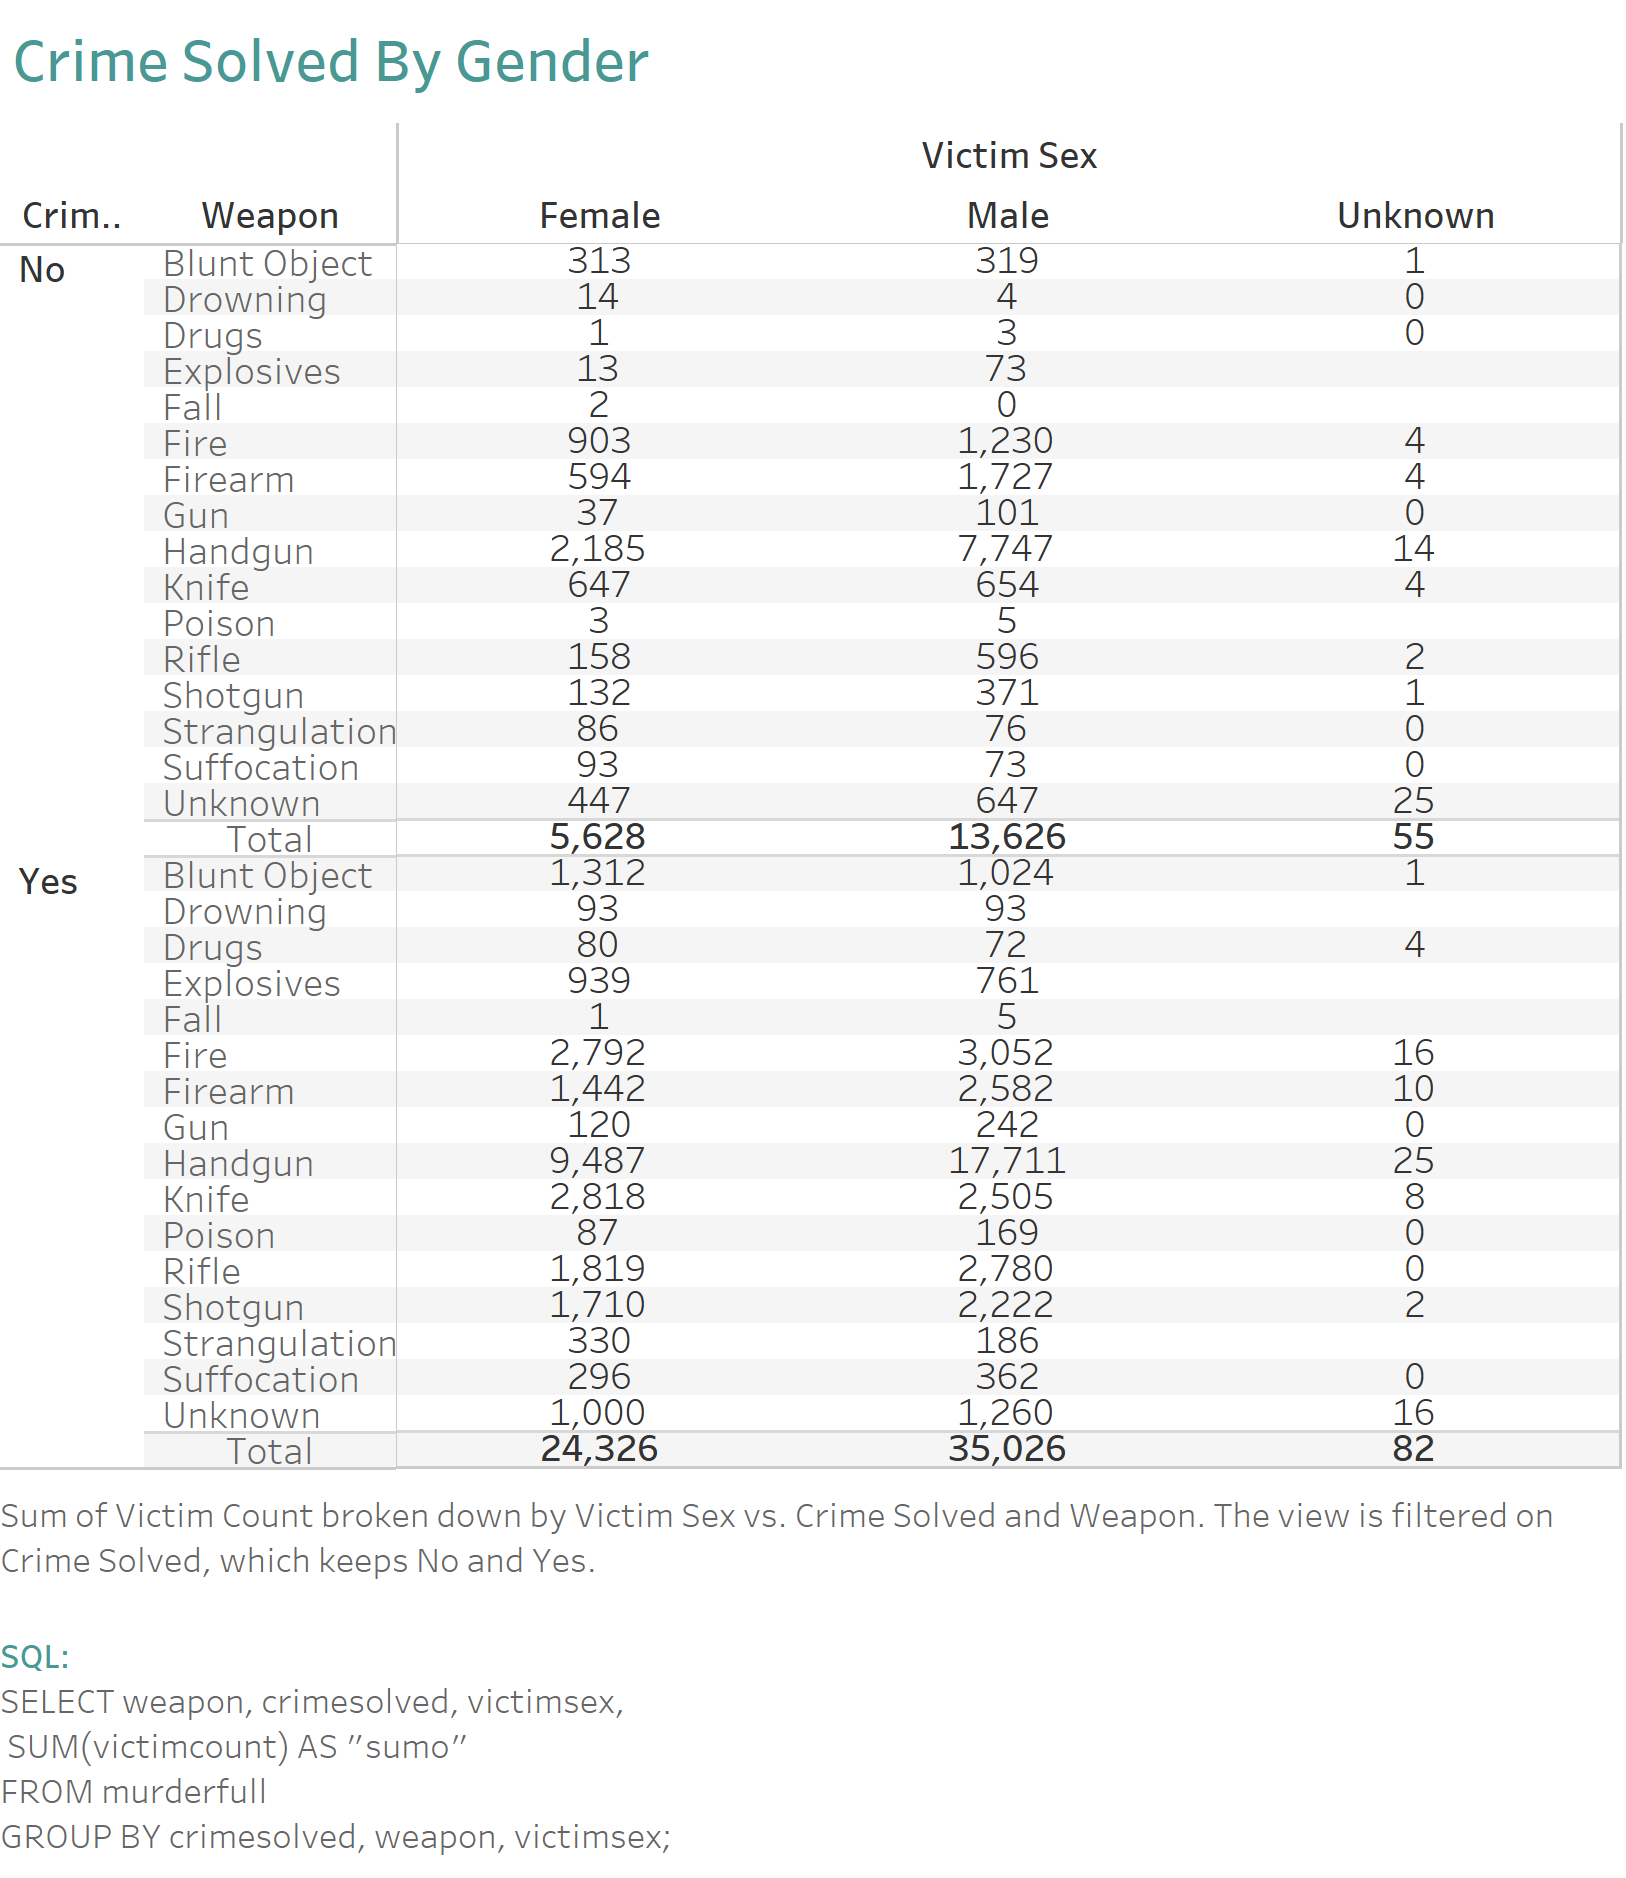 Crime Solved By Gender
Victim Sex
Crim.. Weapon Female Male Unknown
No Blunt Object 313 319 1
Drowning 14 4 0
Drugs 1 3 0
Explosives 13 73
Fall 2 0
Fire 903 1,230 4
Firearm 594 1,727 4
Gun 37 101 0
Handgun 2,185 7,747 14
Knife 647 654 4
Poison 3 5
Rifle 158 596 2
Shotgun 132 371 1
Strangulation 86 76 0
Suffocation 93 73 0
Unknown 447 647 25
Total 5,628 13,626 55
Yes Blunt Object 1,312 1,024 1
Drowning 93 93
Drugs 80 72 4
Explosives 939 761
Fall 1 5
Fire 2,792 3,052 16
Firearm 1,442 2,582 10
Gun 120 242 0
Handgun 9,487 17,711 25
Knife 2,818 2,505 8
Poison 87 169 0
Rifle 1,819 2,780 0
Shotgun 1,710 2,222 2
Strangulation 330 186
Suffocation 296 362 0
Unknown 1,000 1,260 16
Total 24,326 35,026 82
Sum of Victim Count broken down by Victim Sex vs. Crime Solved and Weapon. The view is filtered on
Crime Solved, which keeps No and Yes.
SQL:
SELECT weapon, crimesolved, victimsex,
SUM(victimcount) AS "sumo"
FROM murderfull
GROUP BY crimesolved, weapon, victimsex;